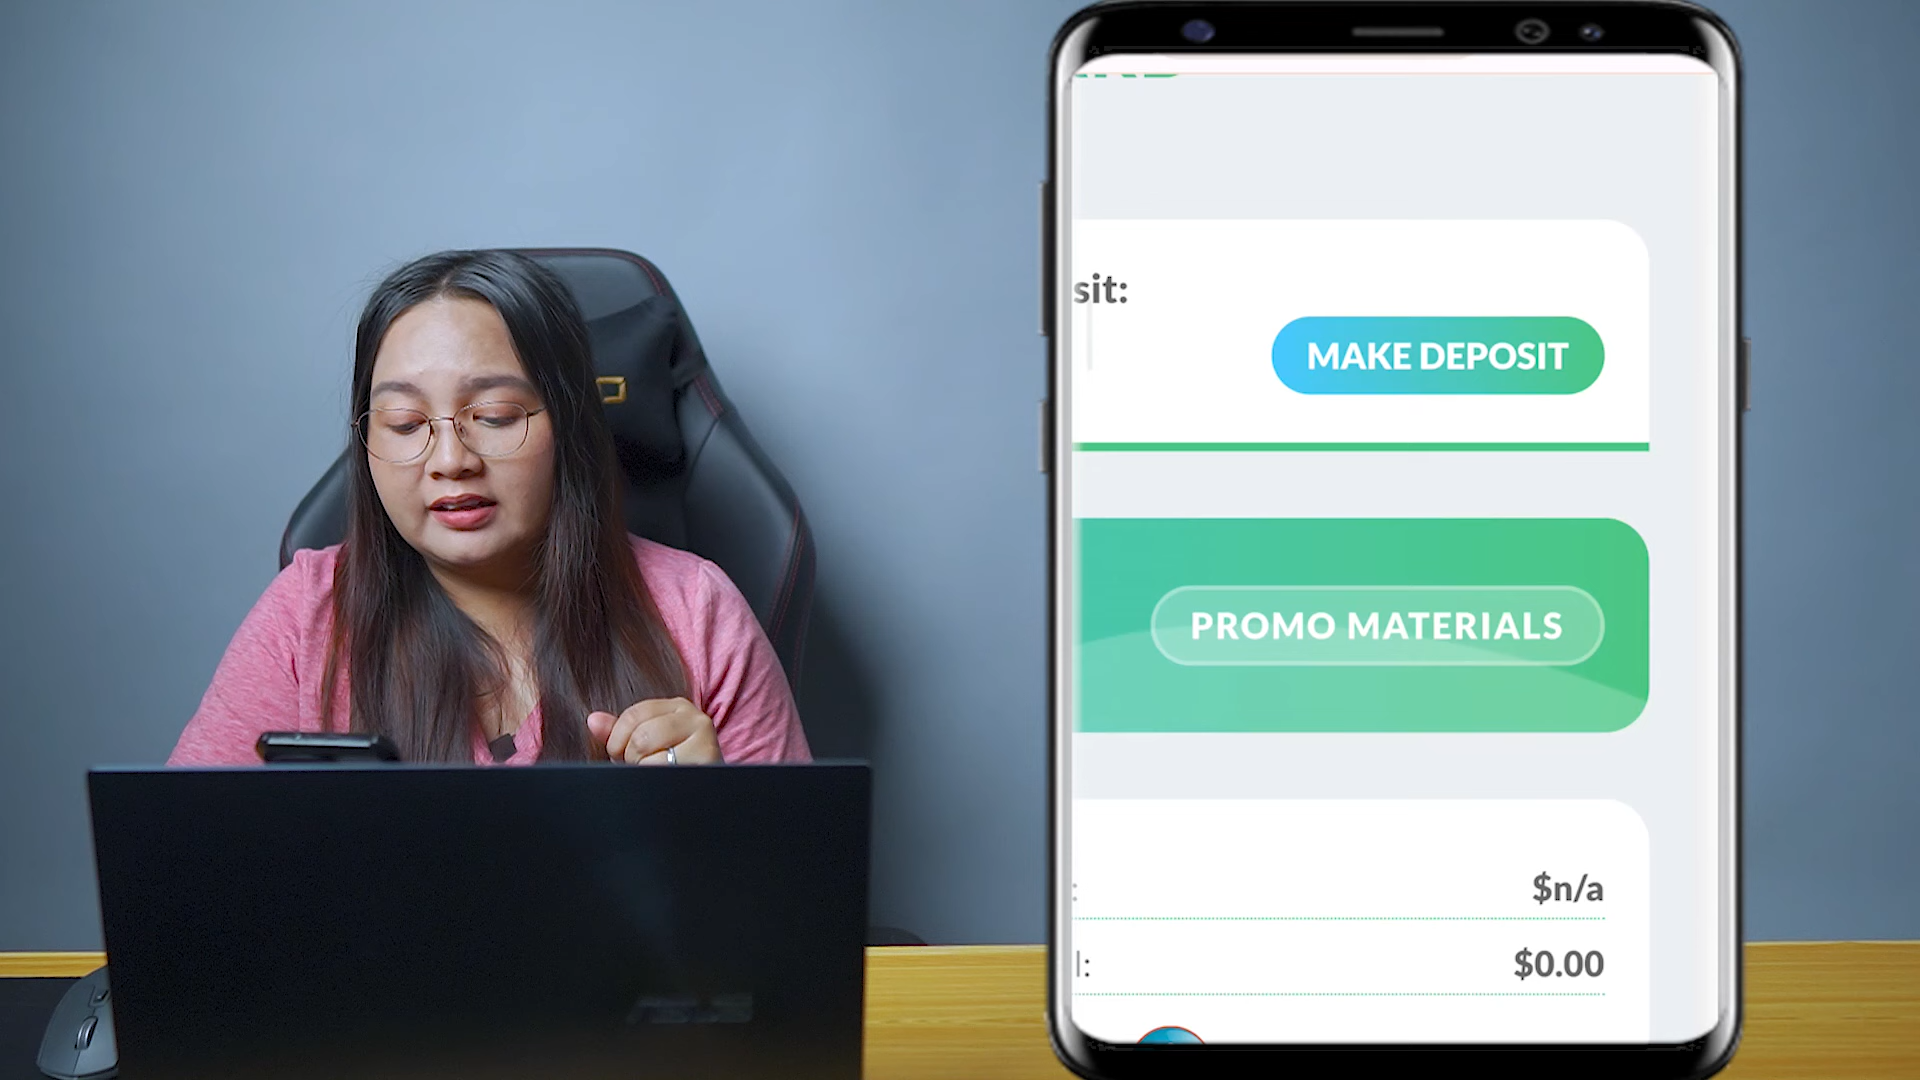 sit:
MAKE DEPOSIT
PROMO MATERIALS
: $n/a
l: $0.00